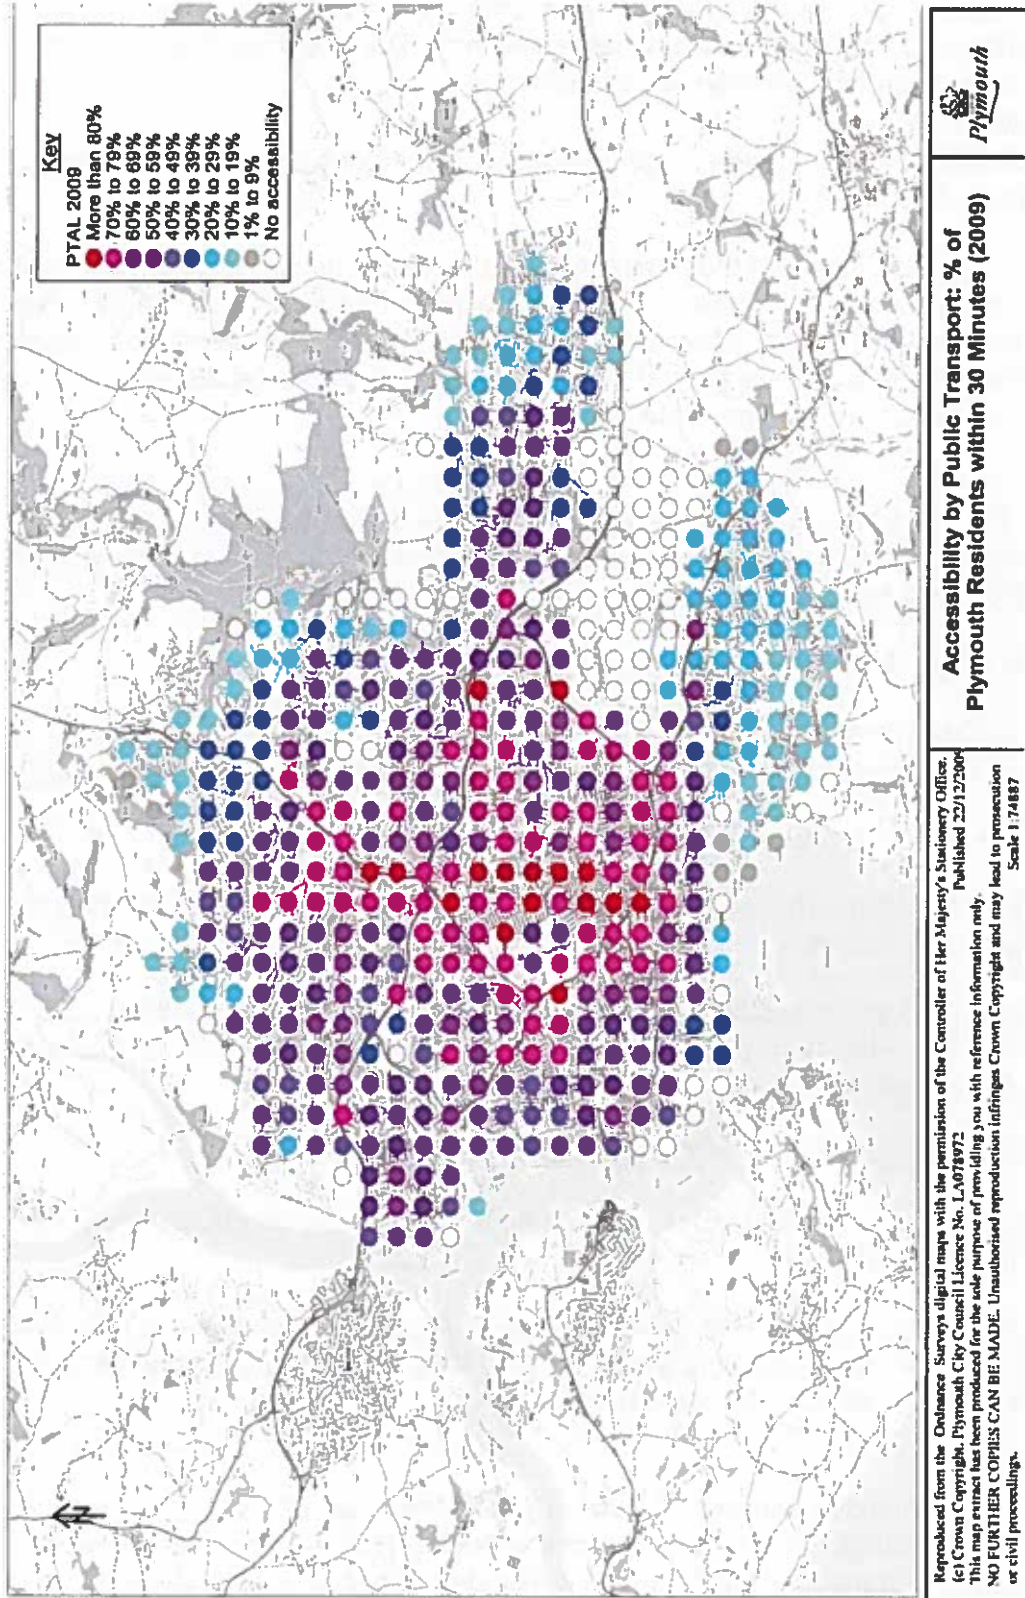 Key
PTAL 2009
More than 80%
70% to 79%
60% to 69%
50% to 59%
40% to 49%
30% to 39%
20% to 29%
10% to 19%
1% to 9%
No accessibility
N
Reproduced from the Ordnance Surveys digital maps with the permission of the Controller of Her Majesty's Stationery Office.
(c) Crown Copyright. Plymouth City Council Licence No. LA078972 Published 22/12/2009
This map extract has been produced for the sole purpose of providing you with reference information only.
NO FURTHER COPIES CAN BE MADE. Unauthorised reproduction infringes Crown Copyright and may lead to prosecution
or civil proceedings. Scale 1:74887
Accessibility by Public Transport: % of
Plymouth Residents within 30 Minutes (2009)
Plymouth